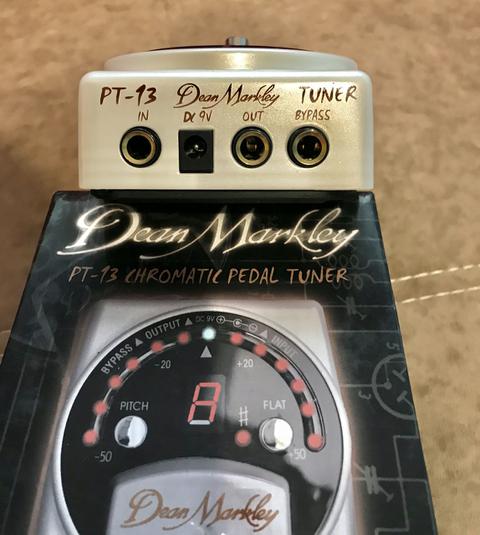 PT-13 Dean Markley TUNER
IN DC 9V OUT BYPASS
Dean Markley
PT-13 CHROMATIC PEDAL TUNER
BYPASS OUTPUT DC 9V INPUT
-20 +20
PITCH A # FLAT
-50 +50
Dean Markley